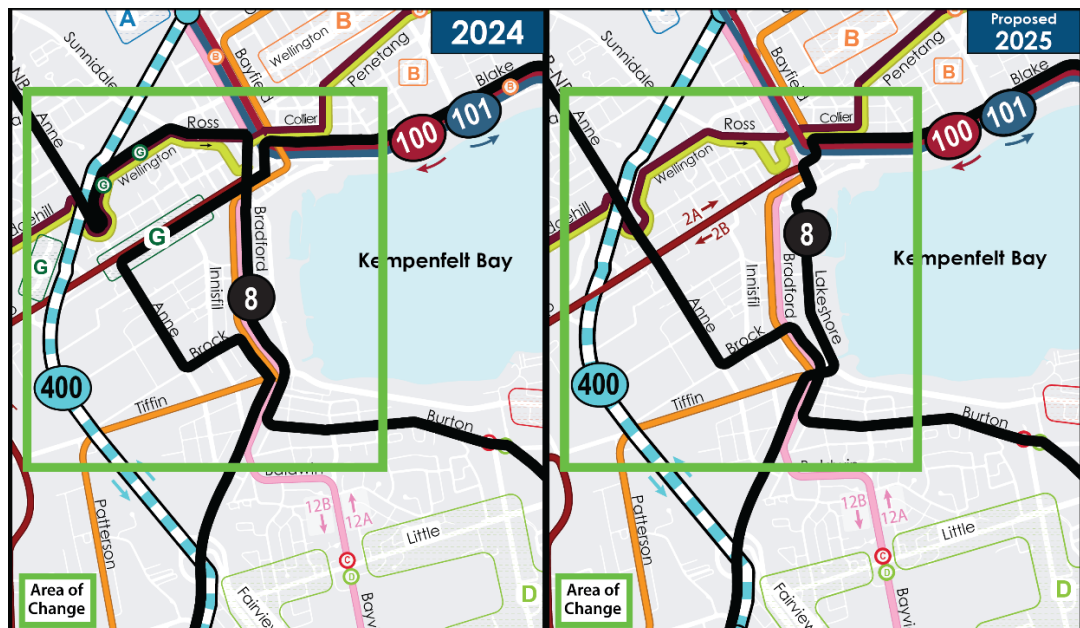 2024
A
B
B
B
Sunnidale
Bayfield
Wellington
Penetang
Blake
B
Anne
Ross
Collier
100
101
G
Wellington
G
G
G
Bradford
Innisfil
8
Kempenfelt Bay
Anne
Brock
400
Tiffin
Burton
Baldwin
Patterson
12B
12A
Little
C
D
D
Fairview
Area of
Change
Proposed
2025
A
B
B
Sunnidale
Bayfield
Penetang
Blake
Anne
Ross
Collier
100
101
Wellington
2A
2B
8
Kempenfelt Bay
Innisfil
Bradford
Lakeshore
Anne
Brock
400
Tiffin
Burton
Patterson
12B
12A
Little
C
D
D
Fairview
Area of
Change